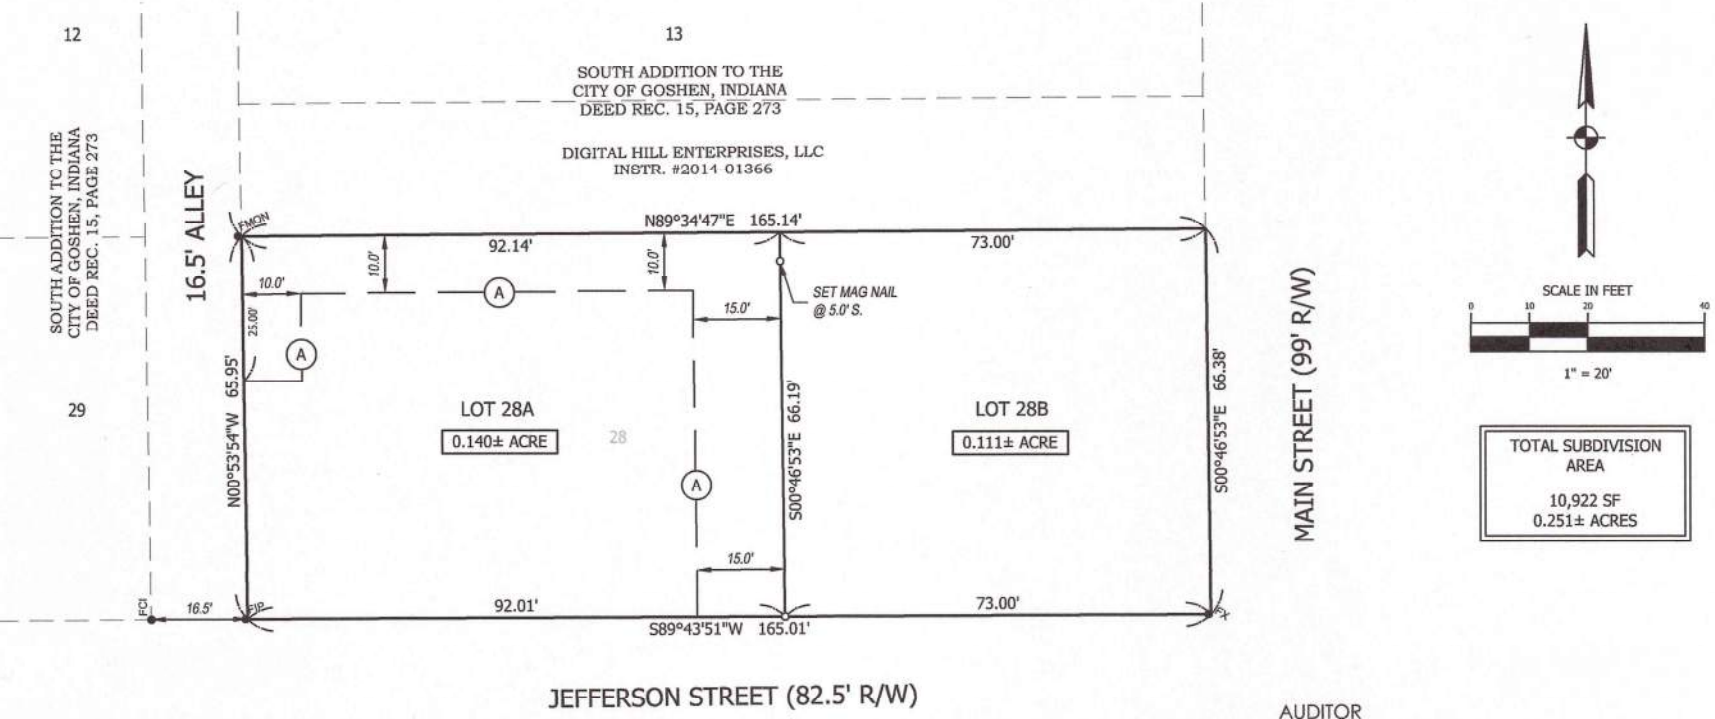 12
13
SOUTH ADDITION TO THE
CITY OF GOSHEN, INDIANA
DEED REC. 15, PAGE 273
DIGITAL HILL ENTERPRISES, LLC
INSTR. #2014 01366
SOUTH ADDITION TO THE
CITY OF GOSHEN, INDIANA
DEED REC. 15, PAGE 273
29
16.5' ALLEY
FMON
N89°34'47"E 165.14'
92.14'
73.00'
10.0'
10.0'
10.0'
A
15.0'
SET MAG NAIL
@ 5.0' S.
25.00'
A
N00°53'54"W 65.95'
LOT 28A
0.140± ACRE
28
A
S00°46'53"E 66.19'
LOT 28B
0.111± ACRE
S00°46'53"E 66.38'
MAIN STREET (99' R/W)
15.0'
FCI
16.5'
FIP
92.01'
73.00'
FX
S89°43'51"W 165.01'
JEFFERSON STREET (82.5' R/W)
SCALE IN FEET
0 10 20 40
1" = 20'
TOTAL SUBDIVISION
AREA
10,922 SF
0.251± ACRES
AUDITOR